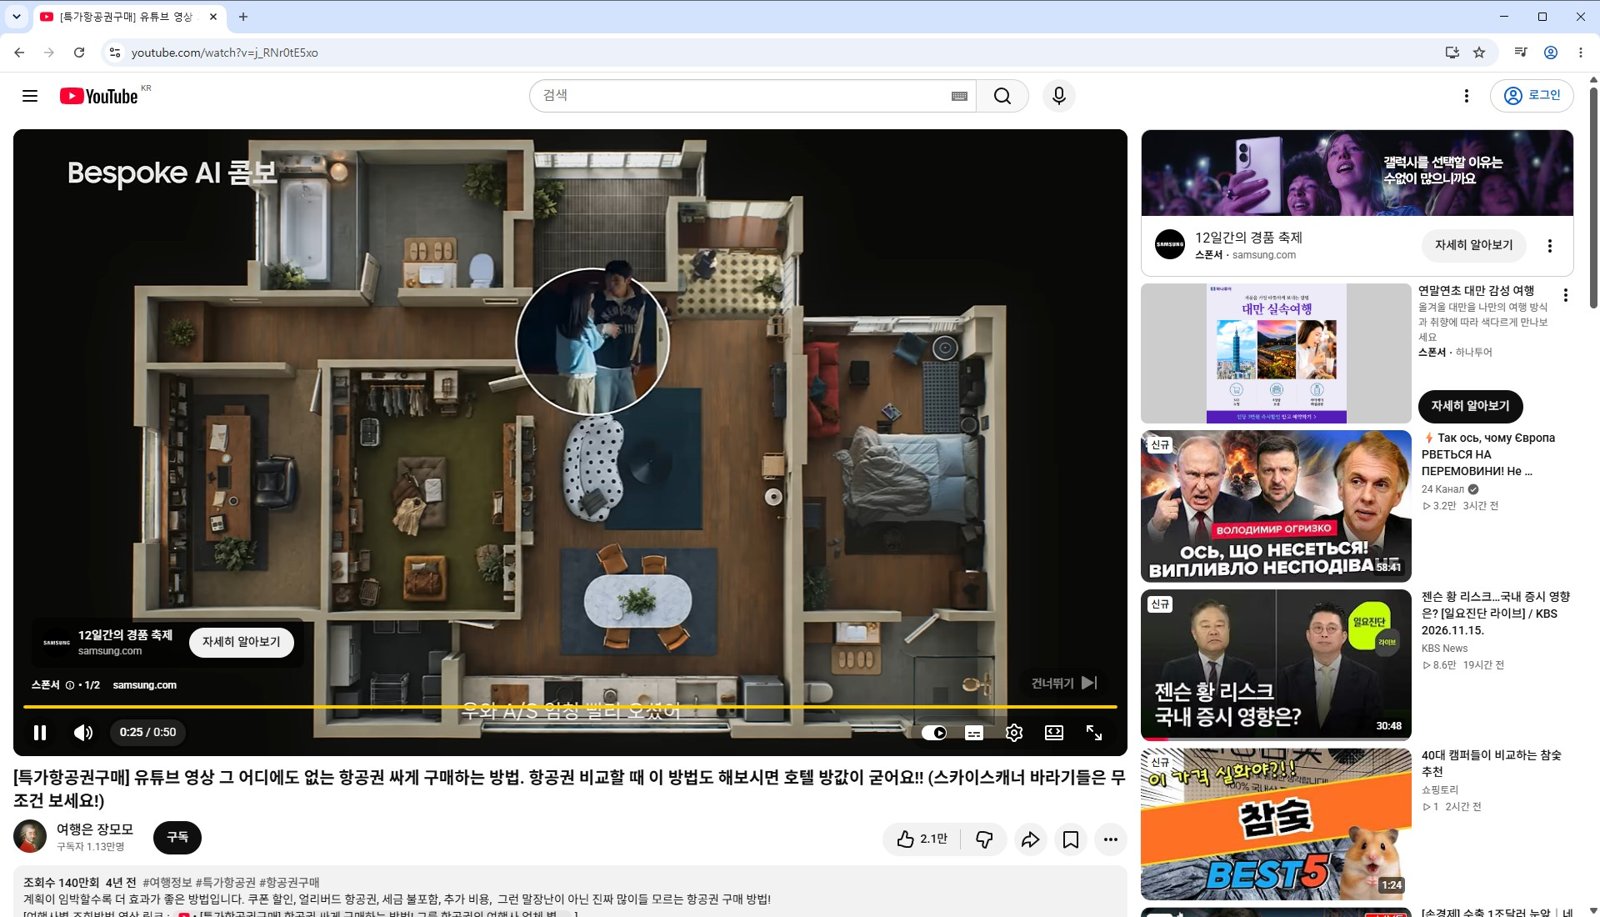 [특가항공권구매] 유튜브 영상
youtube.com/watch?v=j_RNr0tE5xo
YouTube KR
검색
로그인
Bespoke AI 콤보
SAMSUNG
12일간의 경품 축제
samsung.com
자세히 알아보기
스폰서 · 1/2 samsung.com
건너뛰기
우와 A/S 엄청 빨리 오셨어
0:25 / 0:50
[특가항공권구매] 유튜브 영상 그 어디에도 없는 항공권 싸게 구매하는 방법. 항공권 비교할 때 이 방법도 해보시면 호텔 방값이 굳어요!! (스카이스캐너 바라기들은 무
조건 보세요!)
여행은 장모모
구독자 1.13만명
구독
2.1만
조회수 140만회 4년 전 #여행정보 #특가항공권 #항공권구매
계획이 임박할수록 더 효과가 좋은 방법입니다. 쿠폰 할인, 얼리버드 항공권, 세금 불포함, 추가 비용, 그런 말장난이 아닌 진짜 많이들 모르는 항공권 구매 방법!
갤럭시를 선택할 이유는
수없이 많으니까요
SAMSUNG
12일간의 경품 축제
스폰서 · samsung.com
자세히 알아보기
하나투어
겨울을 가장 따뜻하게 보내는 방법
대만 실속여행
연말연초 대만 감성 여행
올겨울 대만을 나만의 여행 방식
과 취향에 따라 색다르게 만나보
세요
스폰서 · 하나투어
자세히 알아보기
신규
ВОЛОДИМИР ОГРИЗКО
ОСЬ, ЩО НЕСЕТЬСЯ!
ВИПЛИВЛО НЕСПОДІВАНЕ
58:41
Так ось, чому Європа
РВЕТЬСЯ НА
ПЕРЕМОВИНИ! Не ...
24 Канал
3.2만 3시간 전
신규
일요진단
라이브
젠슨 황 리스크
국내 증시 영향은?
30:48
젠슨 황 리스크...국내 증시 영향
은? [일요진단 라이브] / KBS
2026.11.15.
KBS News
8.6만 19시간 전
신규
이 가격 실화야?!!
참숯
BEST5
1:24
40대 캠퍼들이 비교하는 참숯
추천
쇼핑토리
1 2시간 전